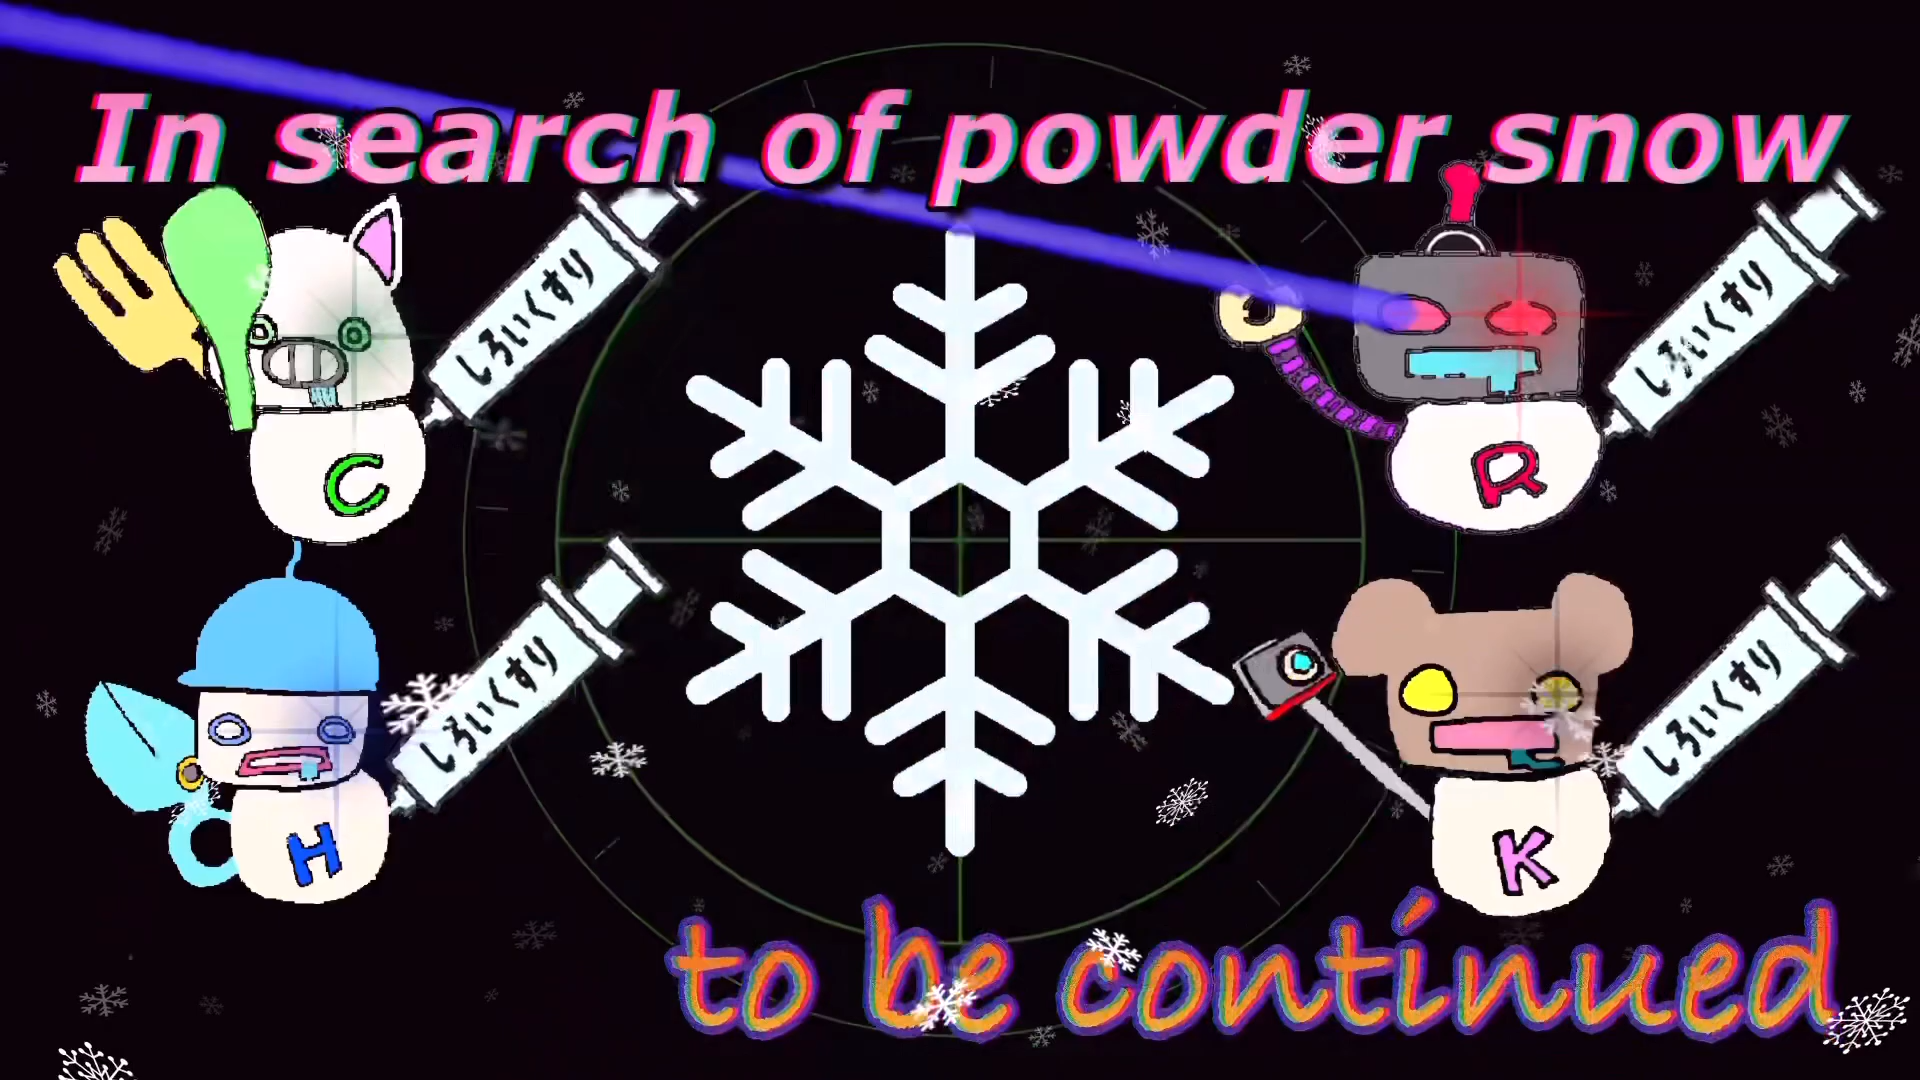 In search of powder snow
しろいくすり
しろいくすり
C
R
しろいくすり
しろいくすり
H
K
to be continued